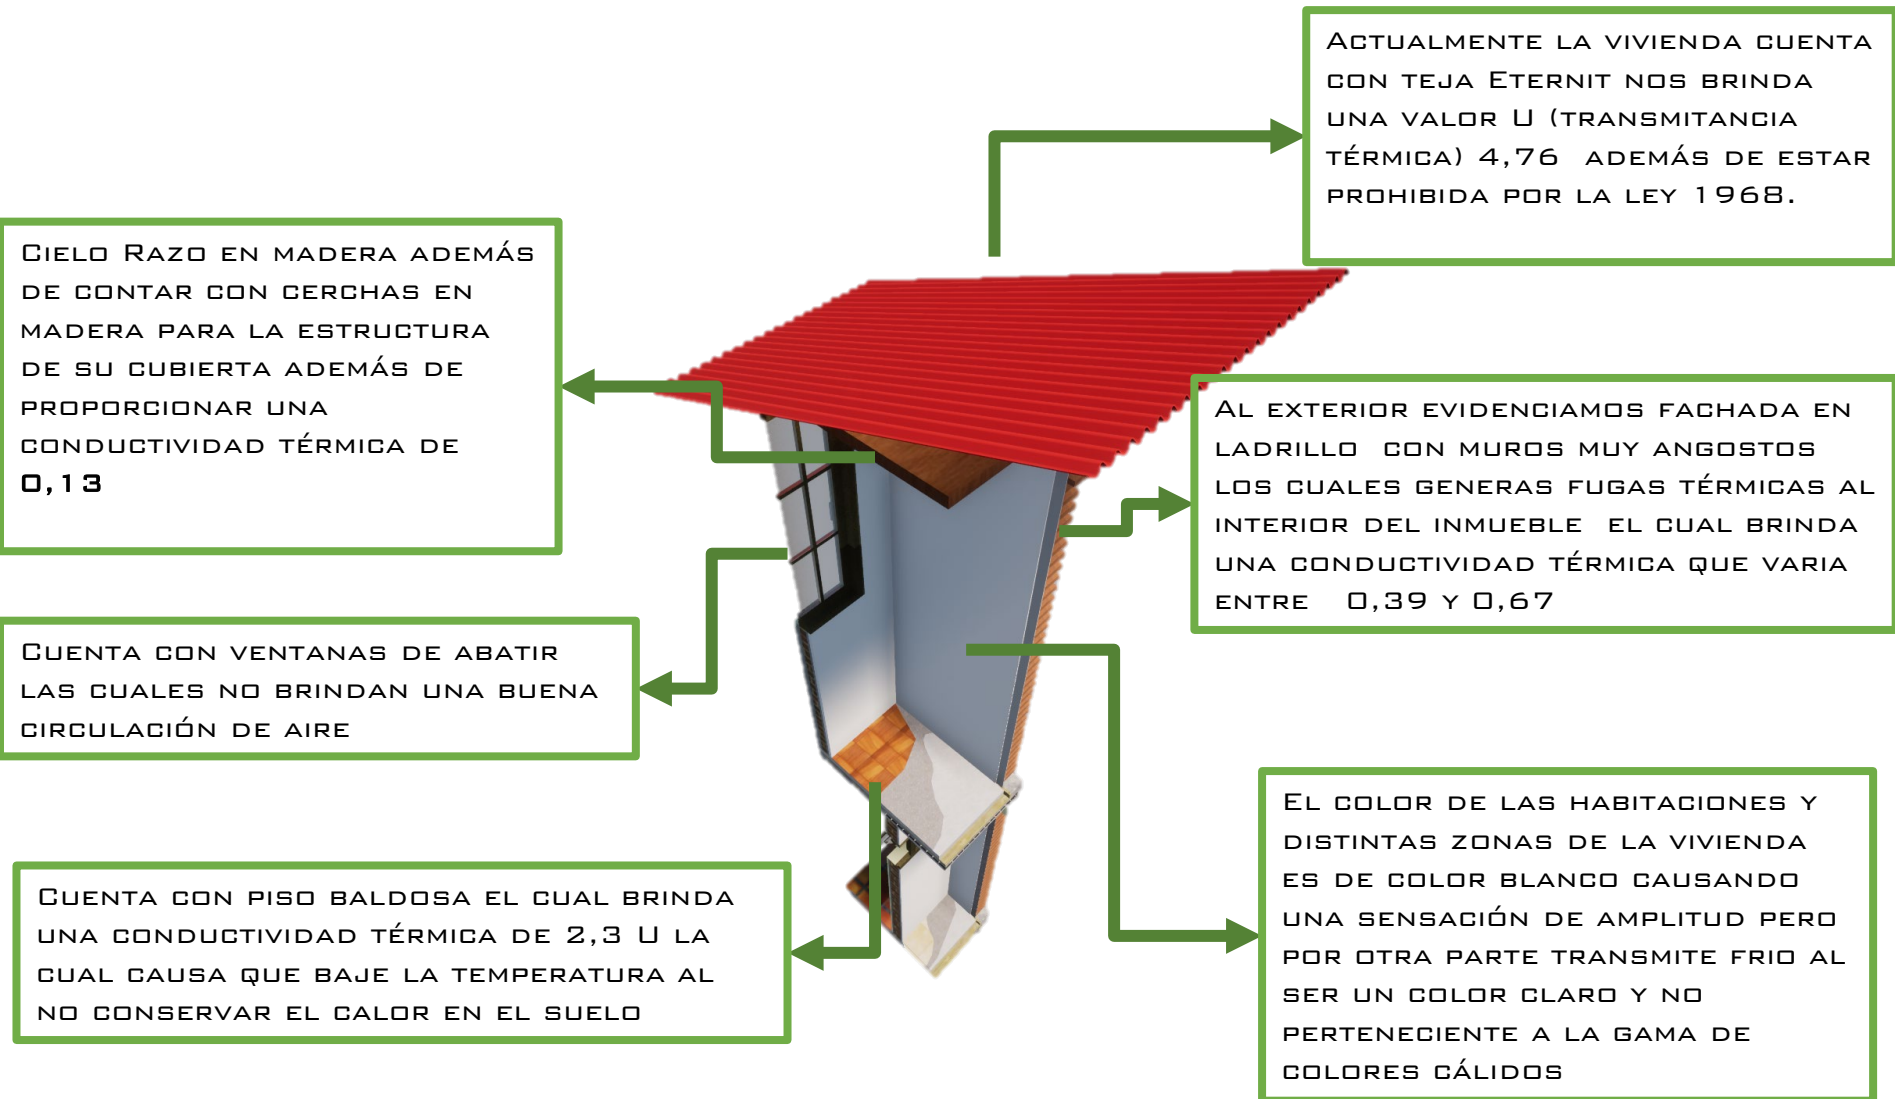 Actualmente la vivienda cuenta
con teja Eternit nos brinda
una valor U (transmitancia
térmica) 4,76 además de estar
prohibida por la ley 1968.
Cielo Razo en madera además
de contar con cerchas en
madera para la estructura
de su cubierta además de
proporcionar una
conductividad térmica de
0,13
Al exterior evidenciamos fachada en
ladrillo con muros muy angostos
los cuales generas fugas térmicas al
interior del inmueble el cual brinda
una conductividad térmica que varia
entre 0,39 y 0,67
Cuenta con ventanas de abatir
las cuales no brindan una buena
circulación de aire
El color de las habitaciones y
distintas zonas de la vivienda
es de color blanco causando
una sensación de amplitud pero
por otra parte transmite frio al
ser un color claro y no
perteneciente a la gama de
colores cálidos
Cuenta con piso baldosa el cual brinda
una conductividad térmica de 2,3 U la
cual causa que baje la temperatura al
no conservar el calor en el suelo